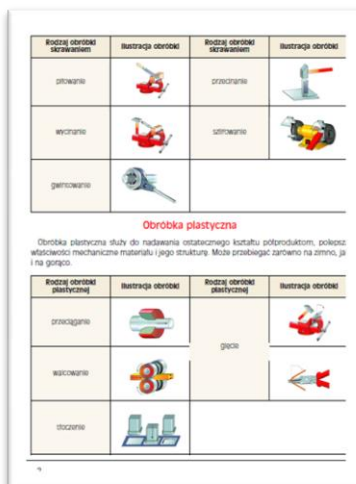 Rodzaj obróbki skrawaniem Ilustracja obróbki Rodzaj obróbki skrawaniem Ilustracja obróbki
piłowanie przecinanie
wycinanie szlifowanie
gwintowanie
Obróbka plastyczna
Obróbka plastyczna służy do nadawania ostatecznego kształtu półproduktom, polepsz
właściwości mechaniczne materiału i jego strukturę. Może przebiegać zarówno na zimno, ja
i na gorąco.
Rodzaj obróbki plastycznej Ilustracja obróbki Rodzaj obróbki plastycznej Ilustracja obróbki
przeciąganie
gięcie
walcowanie
tłoczenie